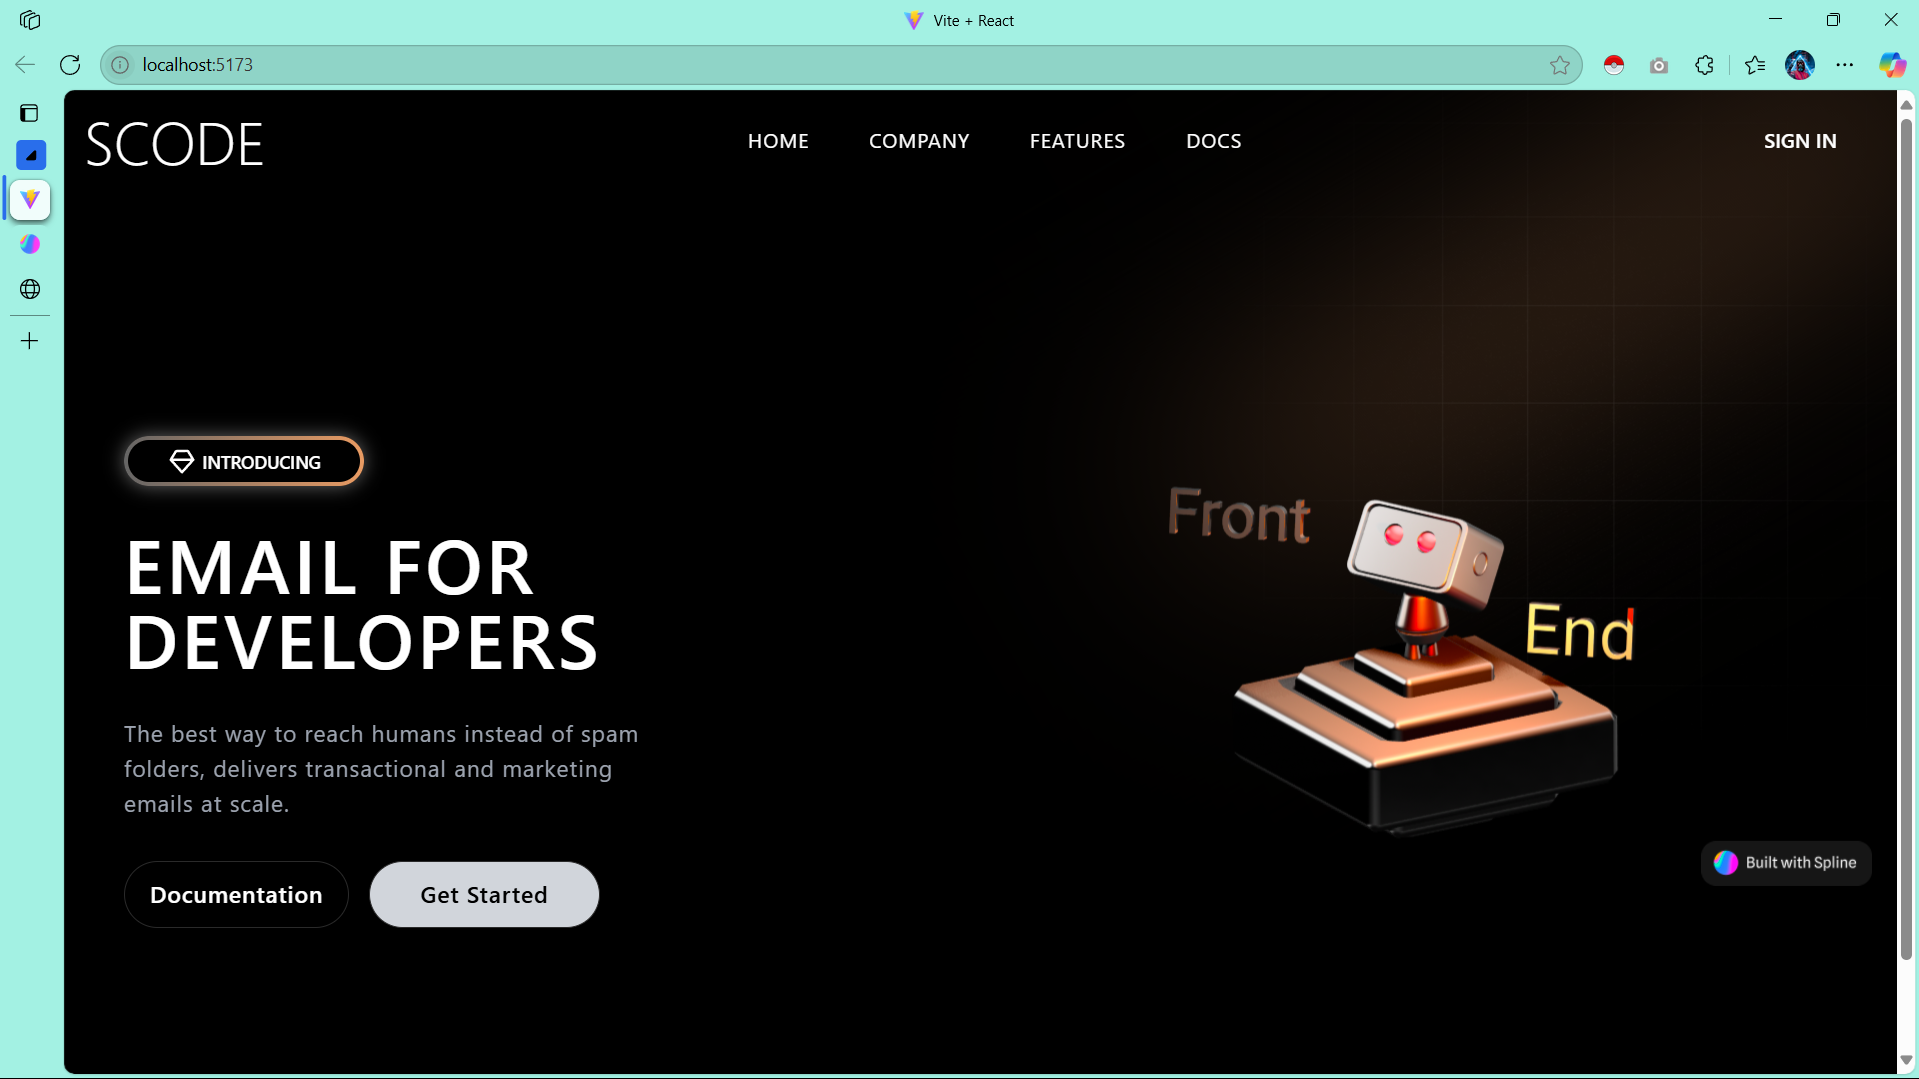 Vite + React
localhost:5173
SCODE
HOME
COMPANY
FEATURES
DOCS
SIGN IN
INTRODUCING
EMAIL FOR
DEVELOPERS
The best way to reach humans instead of spam
folders, delivers transactional and marketing
emails at scale.
Documentation
Get Started
Front
End
Built with Spline